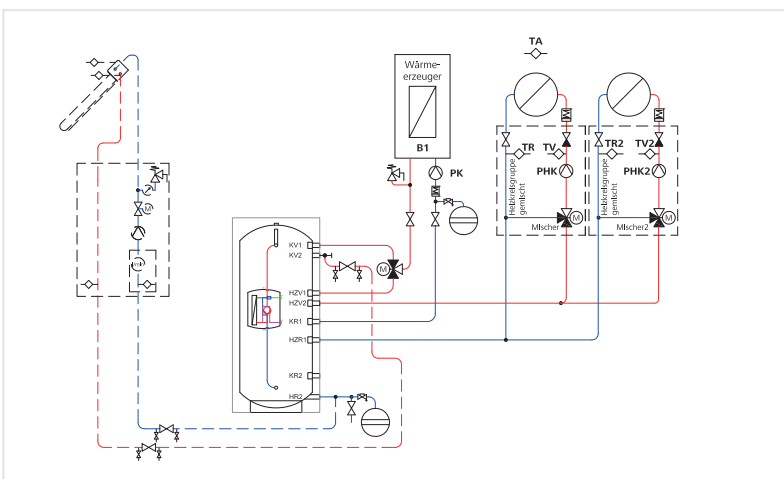 TA
Wärme-
erzeuger
B1
PK
TR
TV
TR2
TV2
PHK
PHK2
Heizkreisgruppe
gemischt
Heizkreisgruppe
gemischt
MIscher
M
MIscher2
M
M
KV1
KV2
M
HZV1
HZV2
KR1
HZR1
KR2
HR2